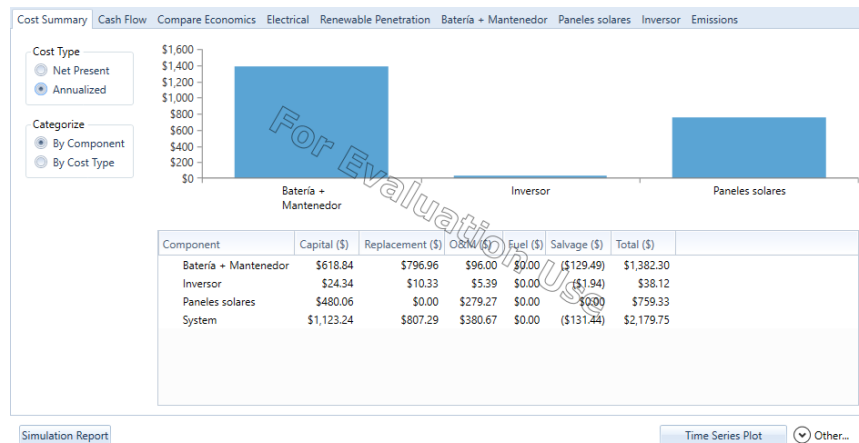 Cost Summary Cash Flow Compare Economics Electrical Renewable Penetration Batería + Mantenedor Paneles solares Inversor Emissions
Cost Type
Net Present
Annualized
Categorize
By Component
By Cost Type
$1,600
$1,400
$1,200
$1,000
$800
$600
$400
$200
$0
Batería +
Mantenedor
Inversor
Paneles solares
For Evaluation Use
Component Capital ($) Replacement ($) O&M ($) Fuel ($) Salvage ($) Total ($)
Batería + Mantenedor $618.84 $796.96 $96.00 $0.00 ($129.49) $1,382.30
Inversor $24.34 $10.33 $5.39 $0.00 ($1.94) $38.12
Paneles solares $480.06 $0.00 $279.27 $0.00 $0.00 $759.33
System $1,123.24 $807.29 $380.67 $0.00 ($131.44) $2,179.75
Simulation Report Time Series Plot Other...